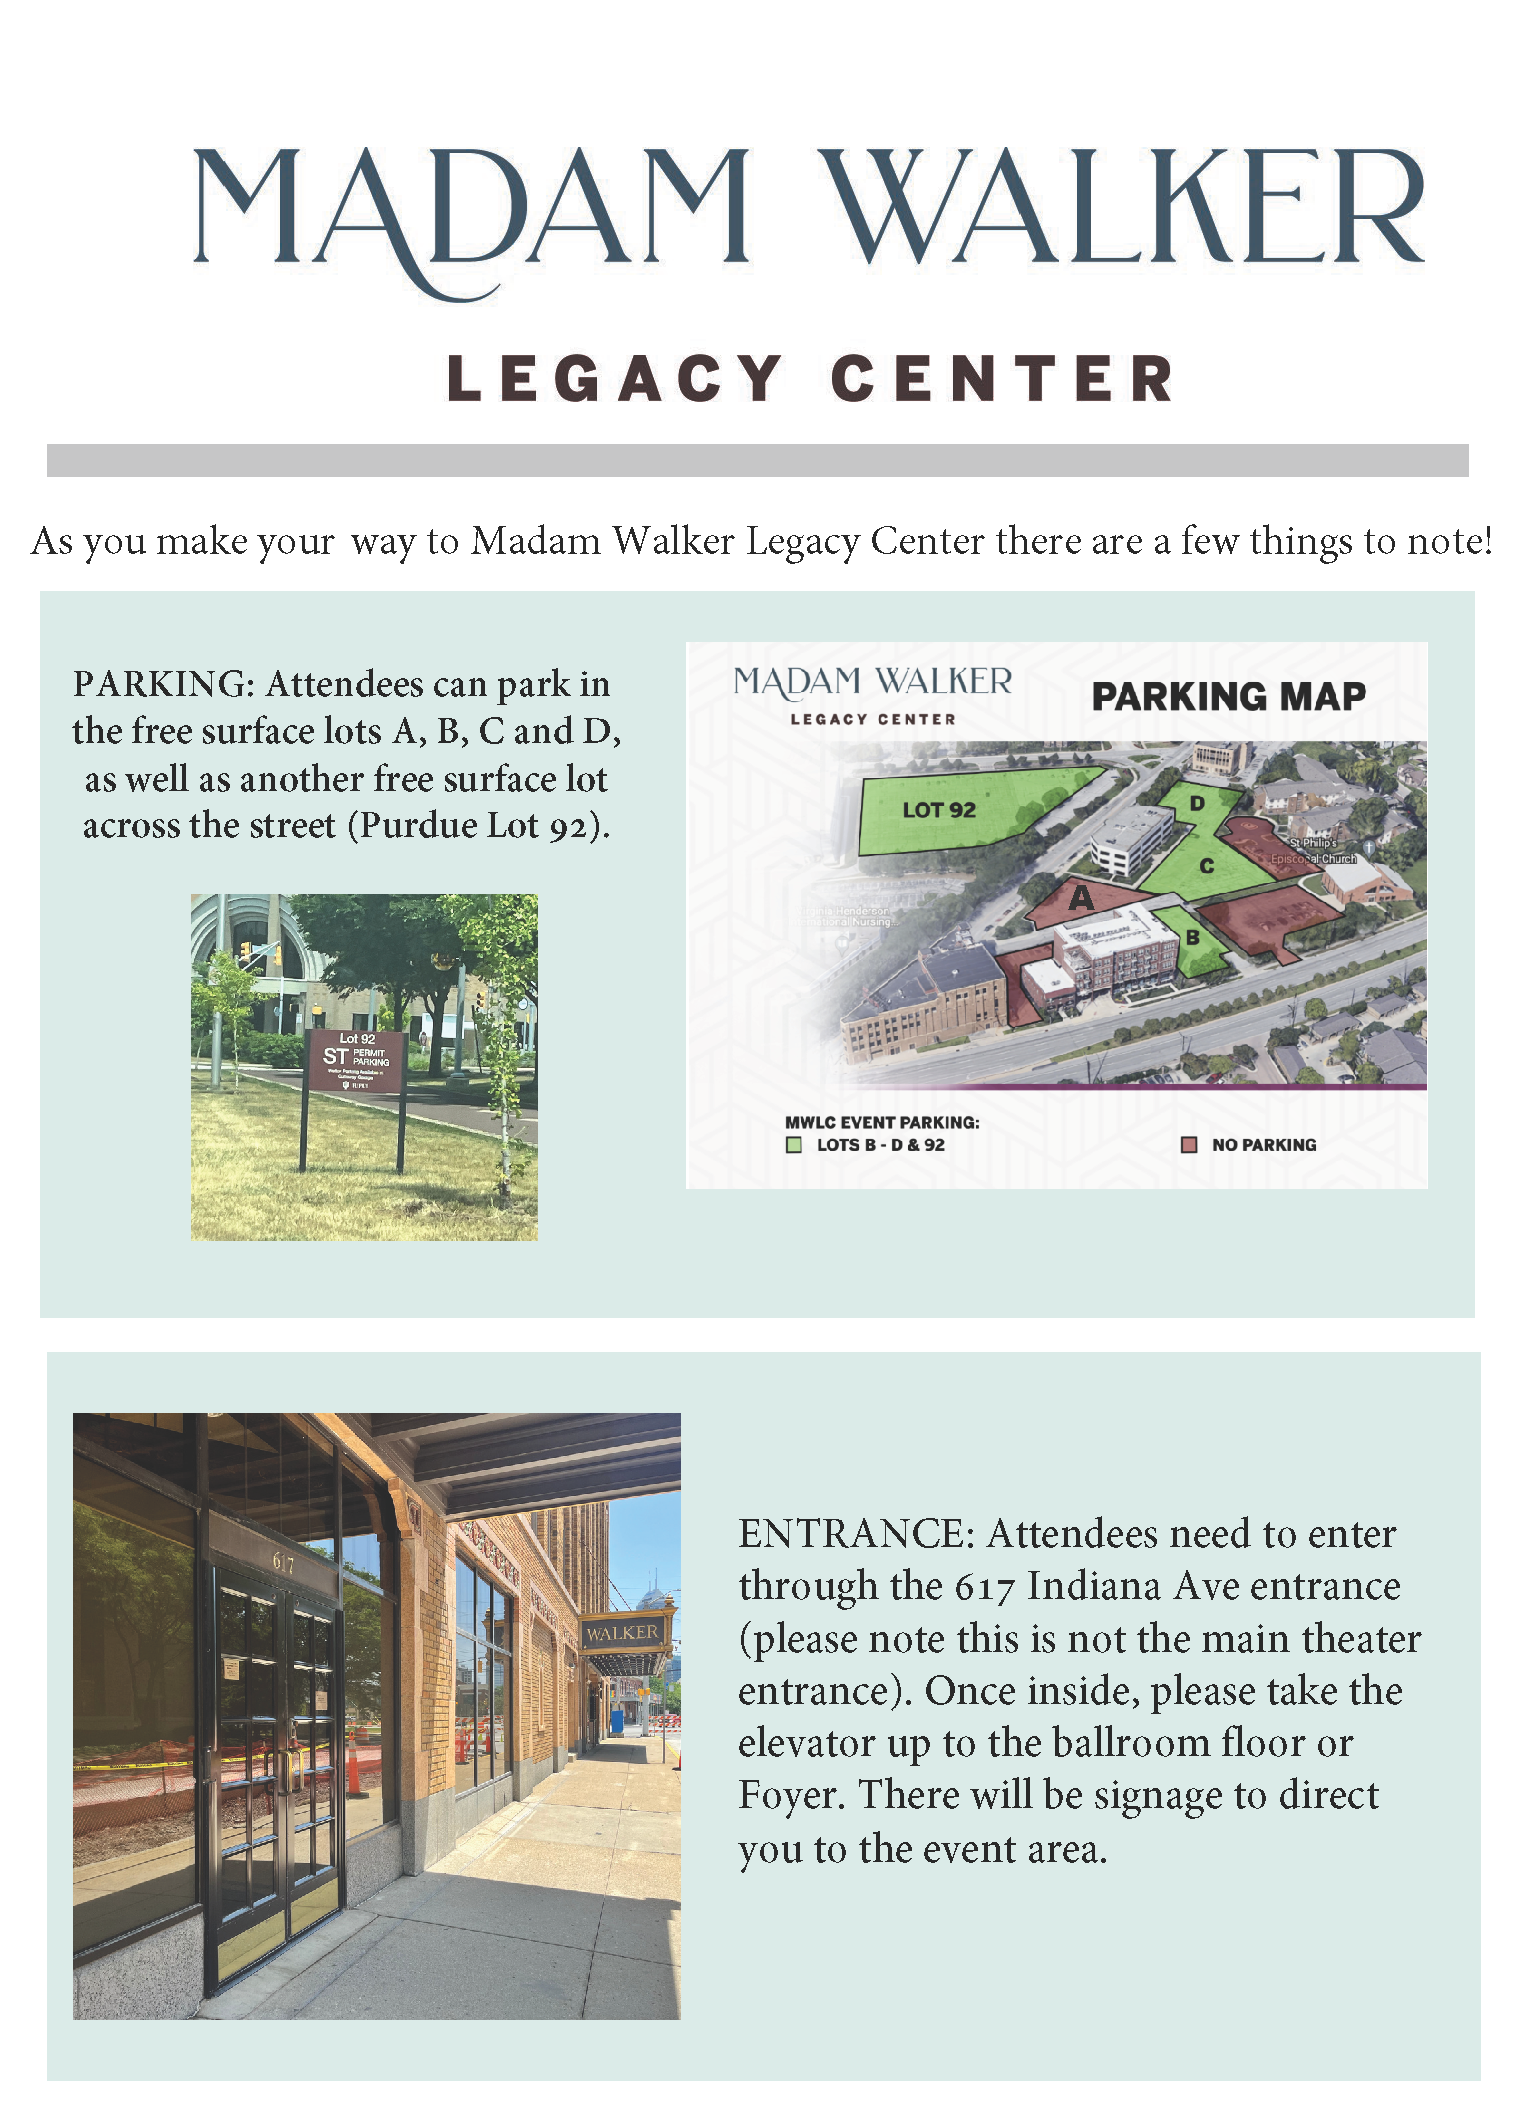 MADAM WALKER
LEGACY CENTER
As you make your way to Madam Walker Legacy Center there are a few things to note!
PARKING: Attendees can park in
the free surface lots A, B, C and D,
as well as another free surface lot
across the street (Purdue Lot 92).
Lot 92
ST PERMIT
PARKING
MADAM WALKER
LEGACY CENTER
PARKING MAP
LOT 92
D
C
St Philip's
Episcopal Church
A
B
Henderson
Nursing
MWLC EVENT PARKING:
LOTS B - D & 92
NO PARKING
617
WALKER
ENTRANCE: Attendees need to enter
through the 617 Indiana Ave entrance
(please note this is not the main theater
entrance). Once inside, please take the
elevator up to the ballroom floor or
Foyer. There will be signage to direct
you to the event area.